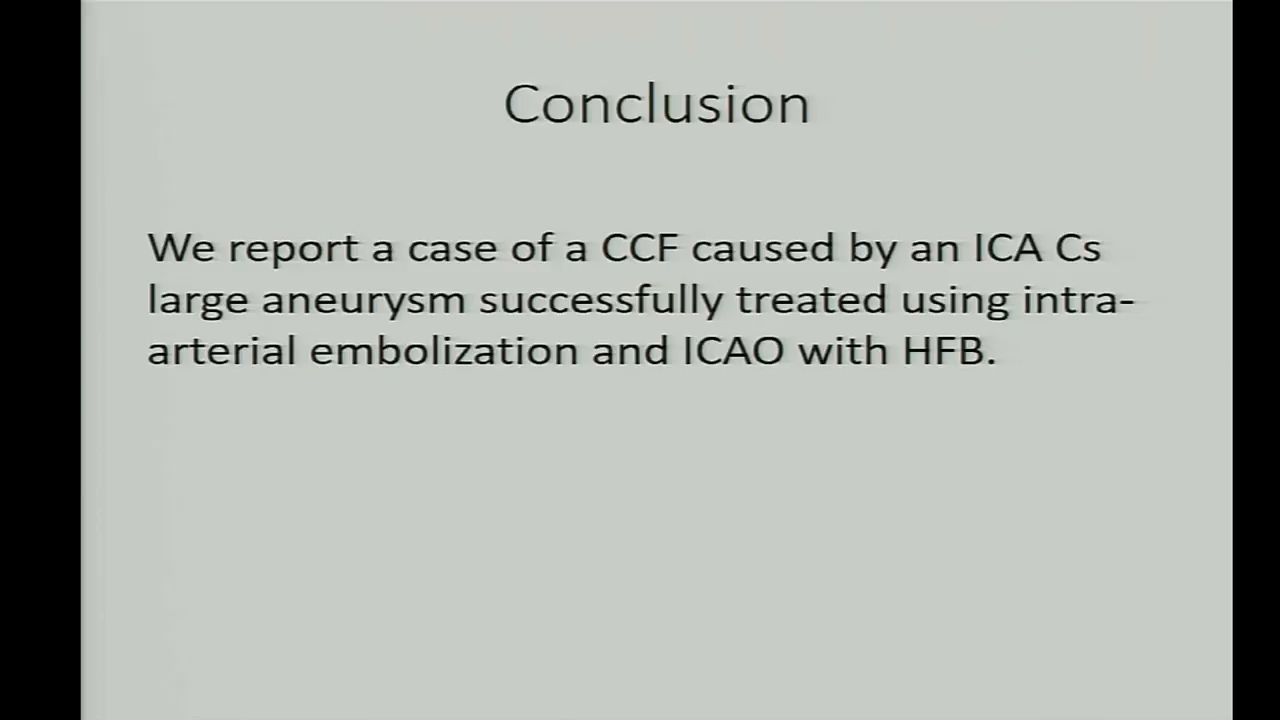 Conclusion
We report a case of a CCF caused by an ICA Cs
large aneurysm successfully treated using intra-
arterial embolization and ICAO with HFB.